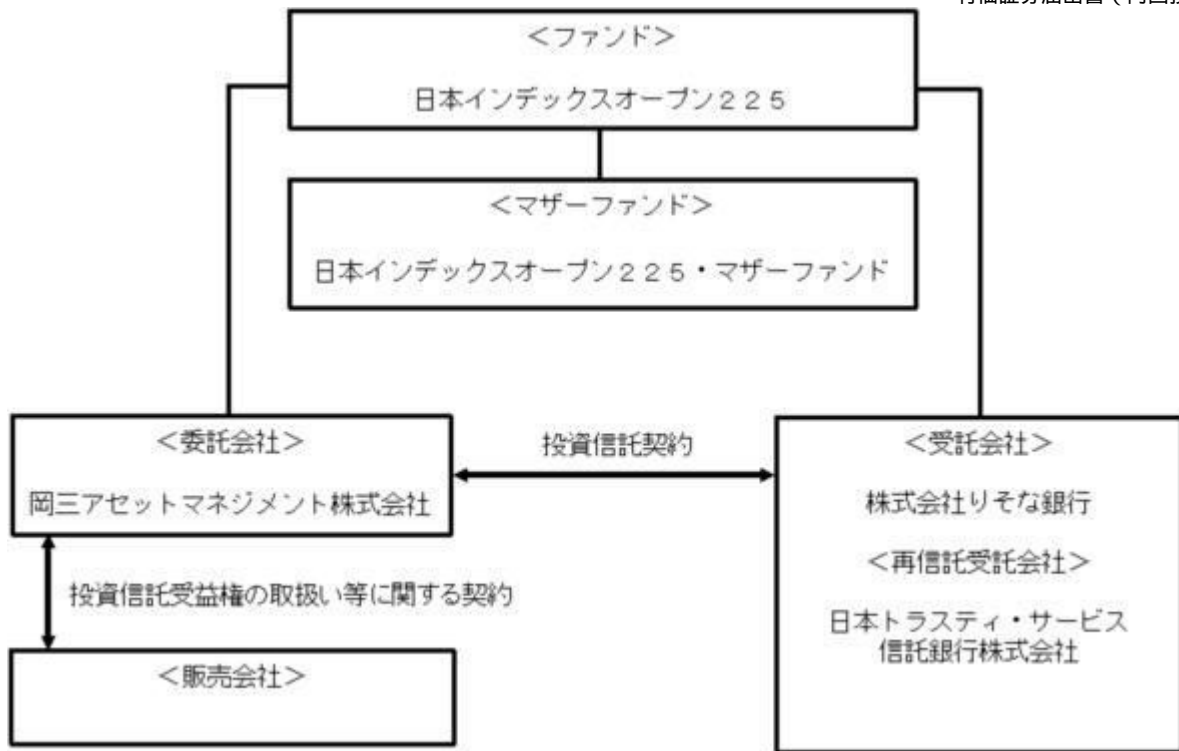 ＜ファンド＞
日本インデックスオープン２２５
＜マザーファンド＞
日本インデックスオープン２２５・マザーファンド
＜委託会社＞
岡三アセットマネジメント株式会社
投資信託契約
＜受託会社＞
株式会社りそな銀行
＜再信託受託会社＞
日本トラスティ・サービス
信託銀行株式会社
投資信託受益権の取扱い等に関する契約
＜販売会社＞